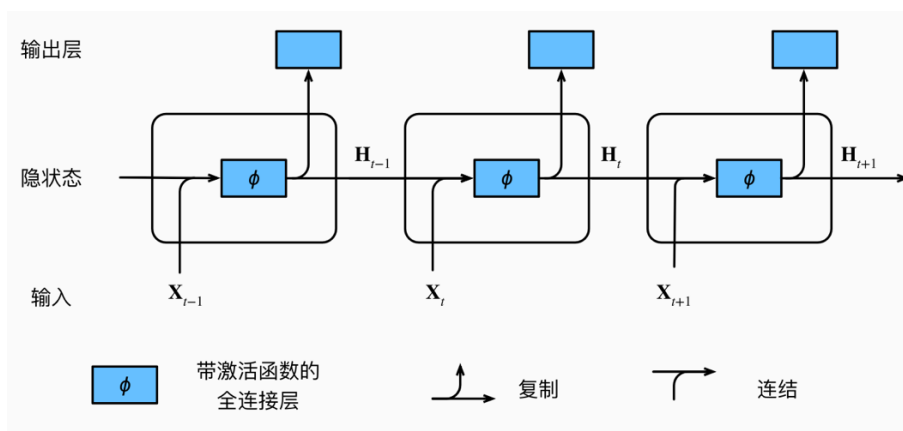 输出层
隐状态
ϕ
H_{t−1}
ϕ
H_t
ϕ
H_{t+1}
输入
X_{t−1}
X_t
X_{t+1}
ϕ
带激活函数的
全连接层
复制
连结